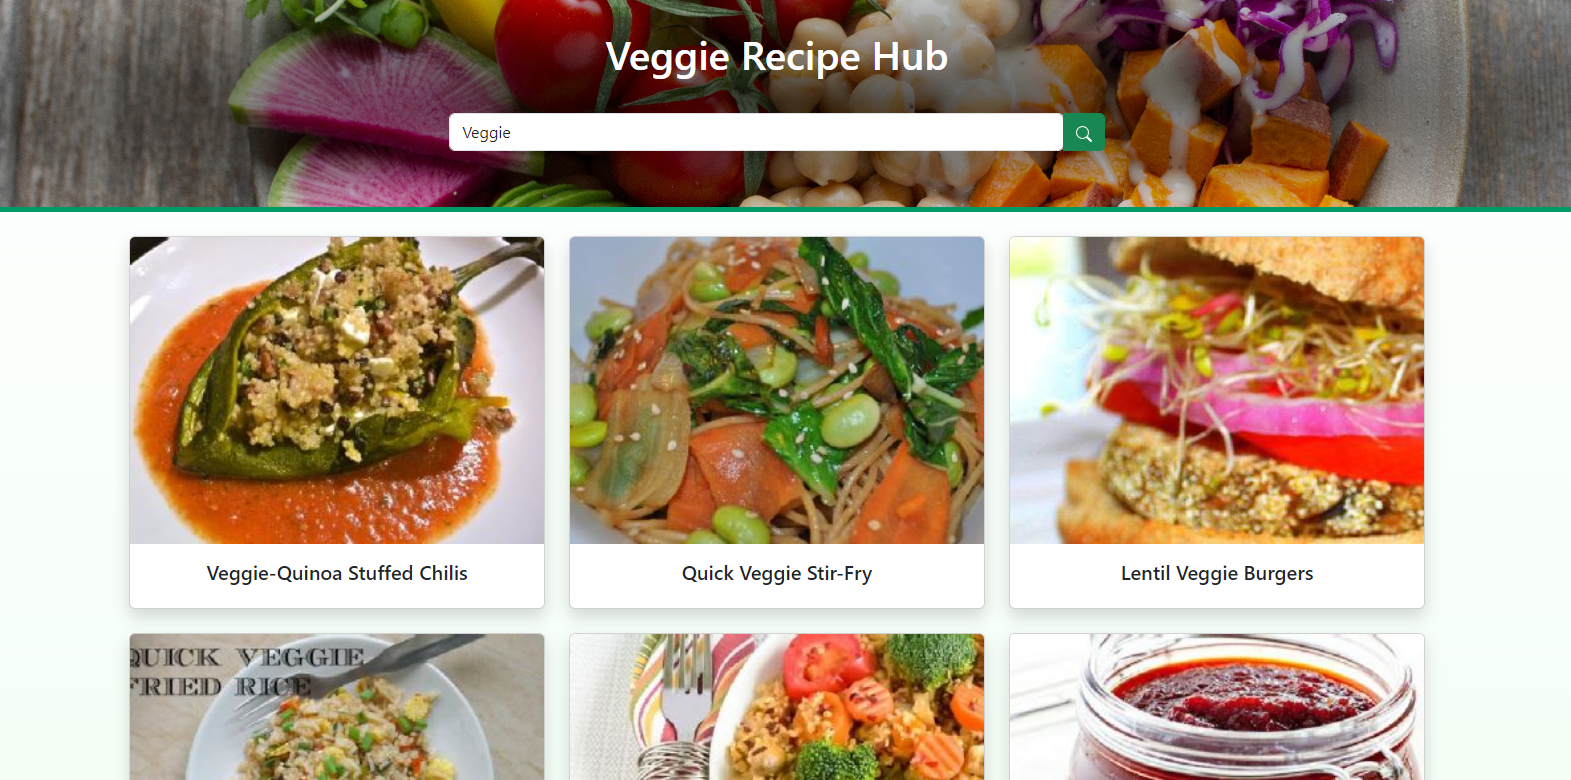 Veggie Recipe Hub
Veggie
Veggie-Quinoa Stuffed Chilis
Quick Veggie Stir-Fry
Lentil Veggie Burgers
QUICK VEGGIE
FRIED RICE